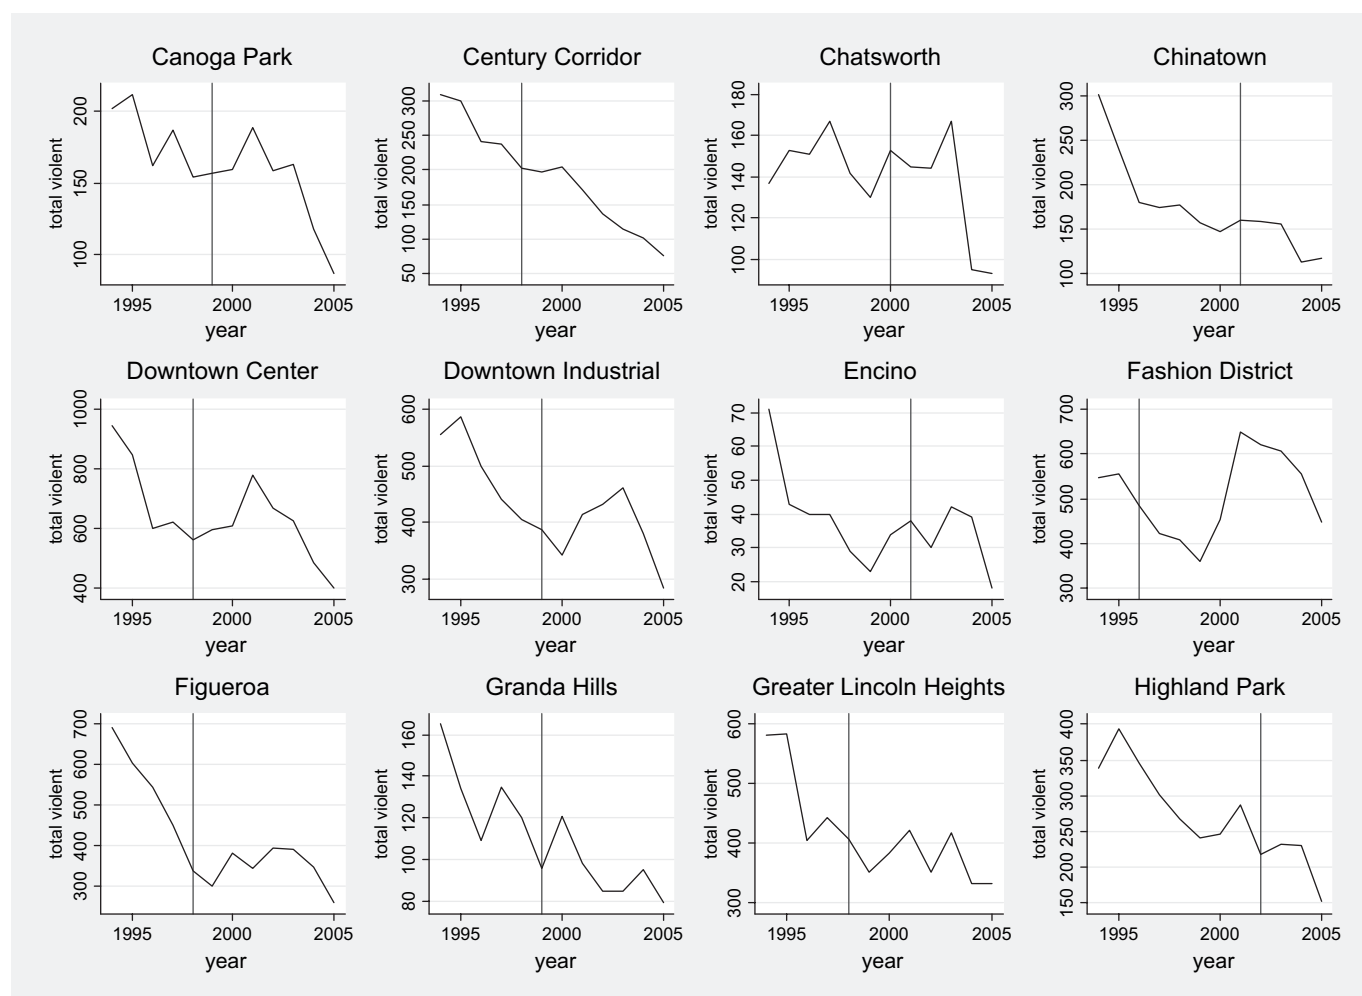 Canoga Park
total violent
200
150
100
1995 2000 2005
year
Century Corridor
total violent
300
250
200
150
100
50
1995 2000 2005
year
Chatsworth
total violent
180
160
140
120
100
1995 2000 2005
year
Chinatown
total violent
300
250
200
150
100
1995 2000 2005
year
Downtown Center
total violent
1000
800
600
400
1995 2000 2005
year
Downtown Industrial
total violent
600
500
400
300
1995 2000 2005
year
Encino
total violent
70
60
50
40
30
20
1995 2000 2005
year
Fashion District
total violent
700
600
500
400
300
1995 2000 2005
year
Figueroa
total violent
700
600
500
400
300
1995 2000 2005
year
Granda Hills
total violent
160
140
120
100
80
1995 2000 2005
year
Greater Lincoln Heights
total violent
600
500
400
300
1995 2000 2005
year
Highland Park
total violent
400
350
300
250
200
150
1995 2000 2005
year